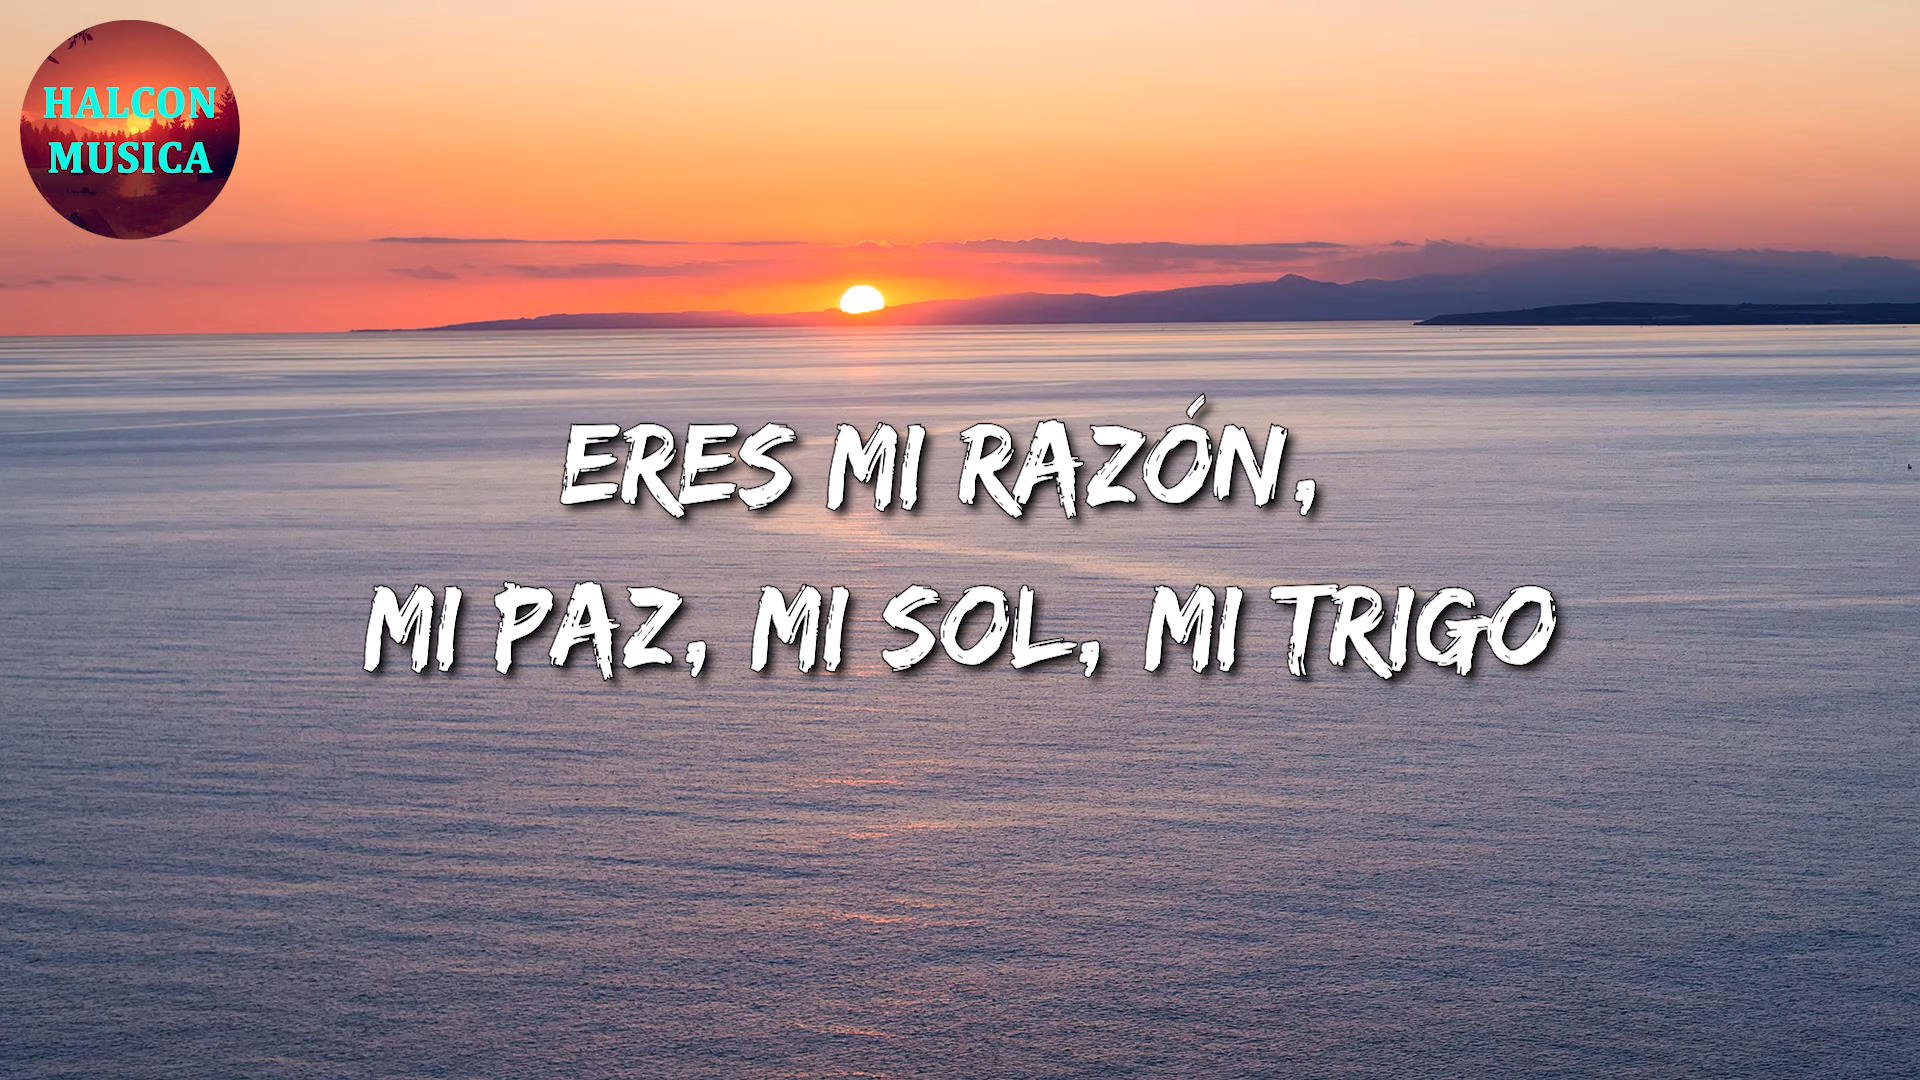 HALCON
MUSICA
ERES MI RAZÓN,
MI PAZ, MI SOL, MI TRIGO